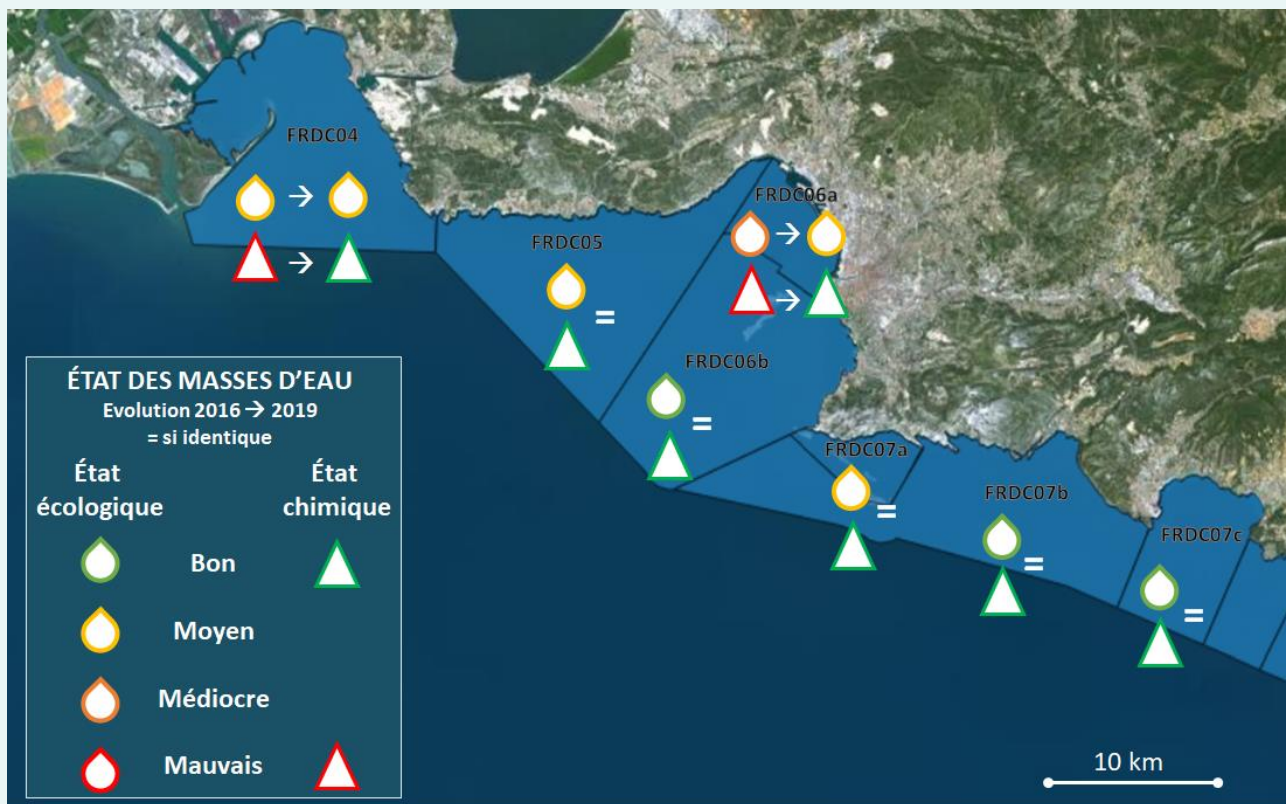 FRDC04
FRDC06a
FRDC05
=
FRDC06b
=
FRDC07a
=
FRDC07b
=
FRDC07c
=
ÉTAT DES MASSES D'EAU
Evolution 2016 → 2019
= si identique
État
écologique
État
chimique
Bon
Moyen
Médiocre
Mauvais
10 km